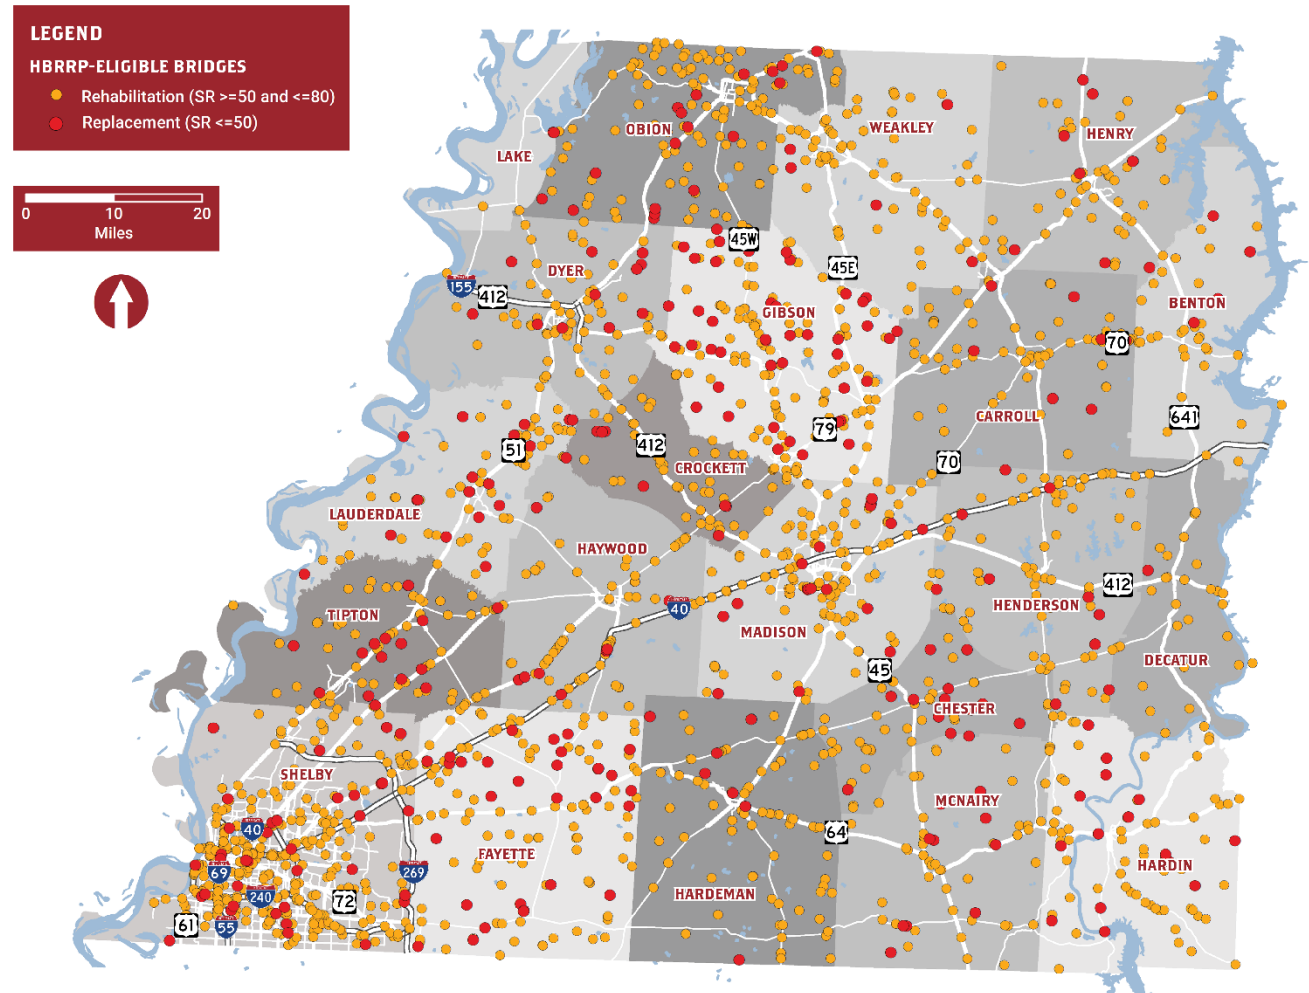 LEGEND
HBRRP-ELIGIBLE BRIDGES
Rehabilitation (SR >=50 and <=80)
Replacement (SR <=50)
0 10 20
Miles
OBION
WEAKLEY
HENRY
LAKE
45W
45E
DYER
155
412
GIBSON
BENTON
70
CARROLL
641
79
412
51
CROCKETT
70
LAUDERDALE
HAYWOOD
412
40
HENDERSON
TIPTON
MADISON
DECATUR
45
CHESTER
SHELBY
MCNAIRY
40
64
FAYETTE
HARDIN
69
269
240
72
HARDEMAN
61
55